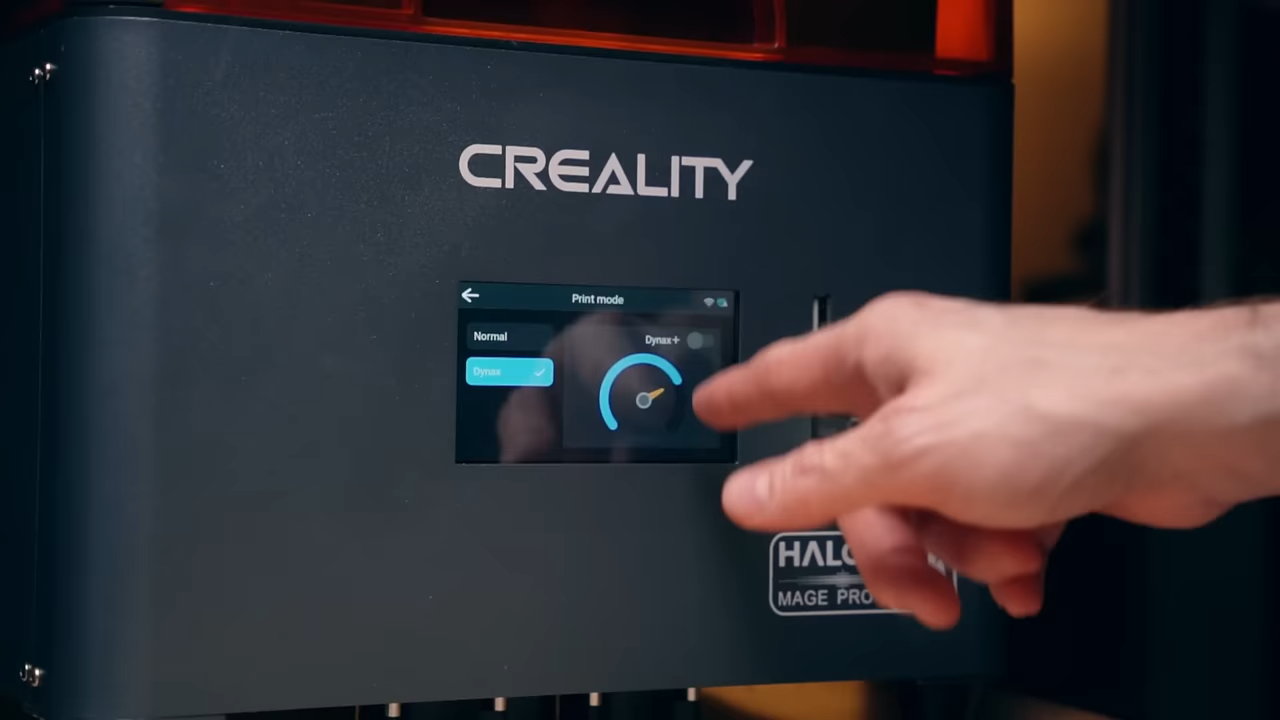 CREALITY
Print mode
Normal
Dynax+
Dynax
MAGE PRO